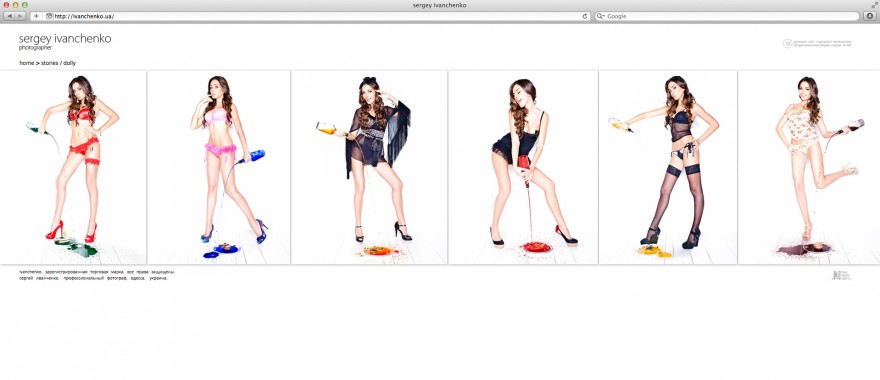 sergey ivanchenko
http://ivanchenko.ua/
Google
sergey ivanchenko
photographer
home > stories / dolly
ivanchenko. зарегистрированная торговая марка. все права защищены.
сергей иванченко. профессиональный фотограф. одесса. украина.